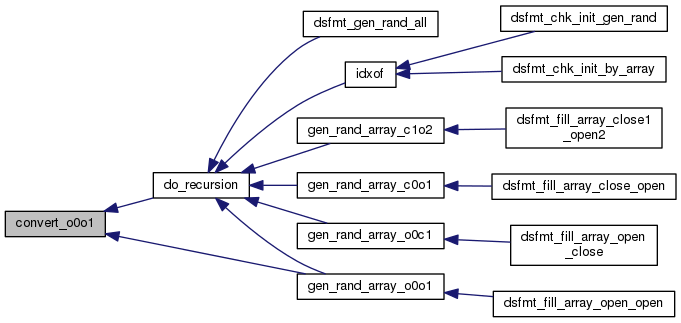 dsfmt_gen_rand_all
dsfmt_chk_init_gen_rand
idxof
dsfmt_chk_init_by_array
gen_rand_array_c1o2
dsfmt_fill_array_close1
_open2
do_recursion
gen_rand_array_c0o1
dsfmt_fill_array_close_open
convert_o0o1
gen_rand_array_o0c1
dsfmt_fill_array_open
_close
gen_rand_array_o0o1
dsfmt_fill_array_open_open